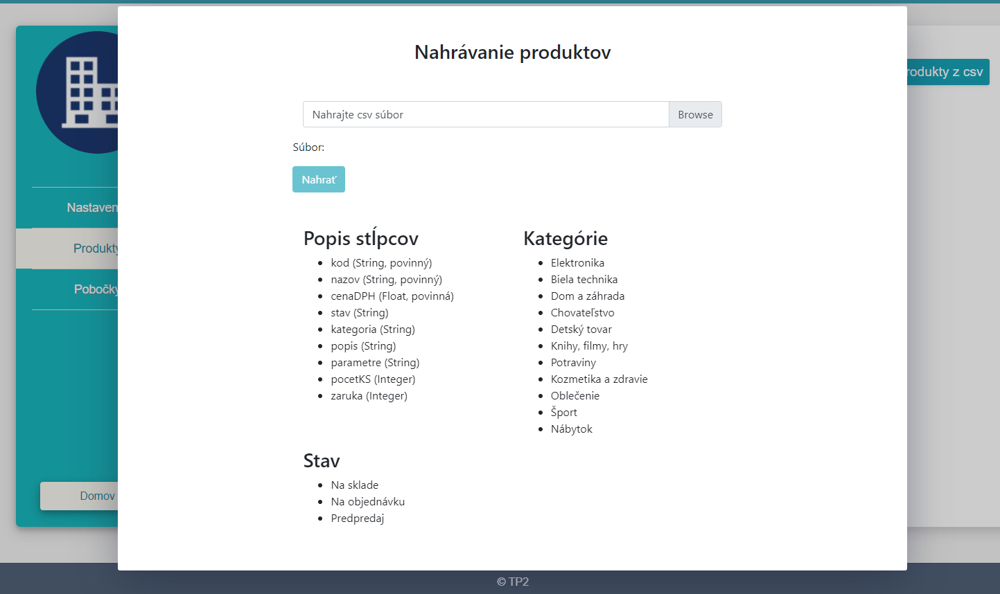 Nahrávanie produktov
rodukty z csv
Nahrajte csv súbor
Browse
Súbor:
Nahrať
Nastaven
Produkty
Pobočky
Domov
Popis stĺpcov
kod (String, povinný)
nazov (String, povinný)
cenaDPH (Float, povinná)
stav (String)
kategoria (String)
popis (String)
parametre (String)
pocetKS (Integer)
zaruka (Integer)
Kategórie
Elektronika
Biela technika
Dom a záhrada
Chovateľstvo
Detský tovar
Knihy, filmy, hry
Potraviny
Kozmetika a zdravie
Oblečenie
Šport
Nábytok
Stav
Na sklade
Na objednávku
Predpredaj
© TP2